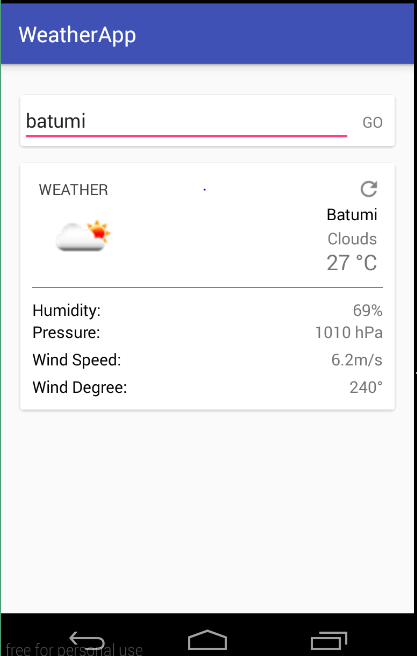 WeatherApp
batumi GO
WEATHER
Batumi
Clouds
27 °C
Humidity: 69%
Pressure: 1010 hPa
Wind Speed: 6.2m/s
Wind Degree: 240°
free for personal use